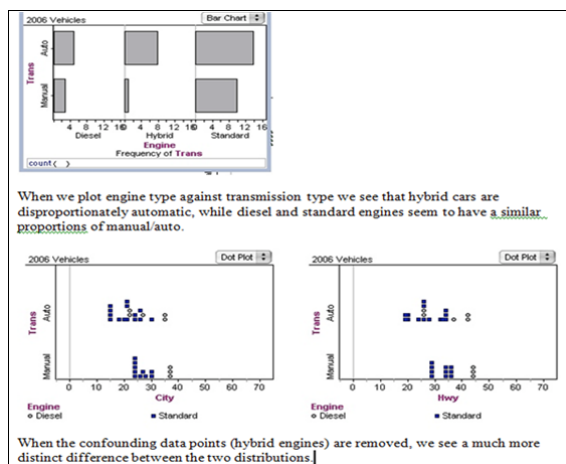 2006 Vehicles Bar Chart
Auto
Manual
Trans
4 8 12 16 4 8 12 16 4 8 12 16
Diesel Hybrid Standard
Engine
Frequency of Trans
count( )
When we plot engine type against transmission type we see that hybrid cars are
disproportionately automatic, while diesel and standard engines seem to have a similar
proportions of manual/auto.
2006 Vehicles Dot Plot
Auto
Manual
Trans
0 10 20 30 40 50 60 70
City
Engine
Diesel Standard
2006 Vehicles Dot Plot
Auto
Manual
Trans
0 10 20 30 40 50 60 70
Hwy
Engine
Diesel Standard
When the confounding data points (hybrid engines) are removed, we see a much more
distinct difference between the two distributions.